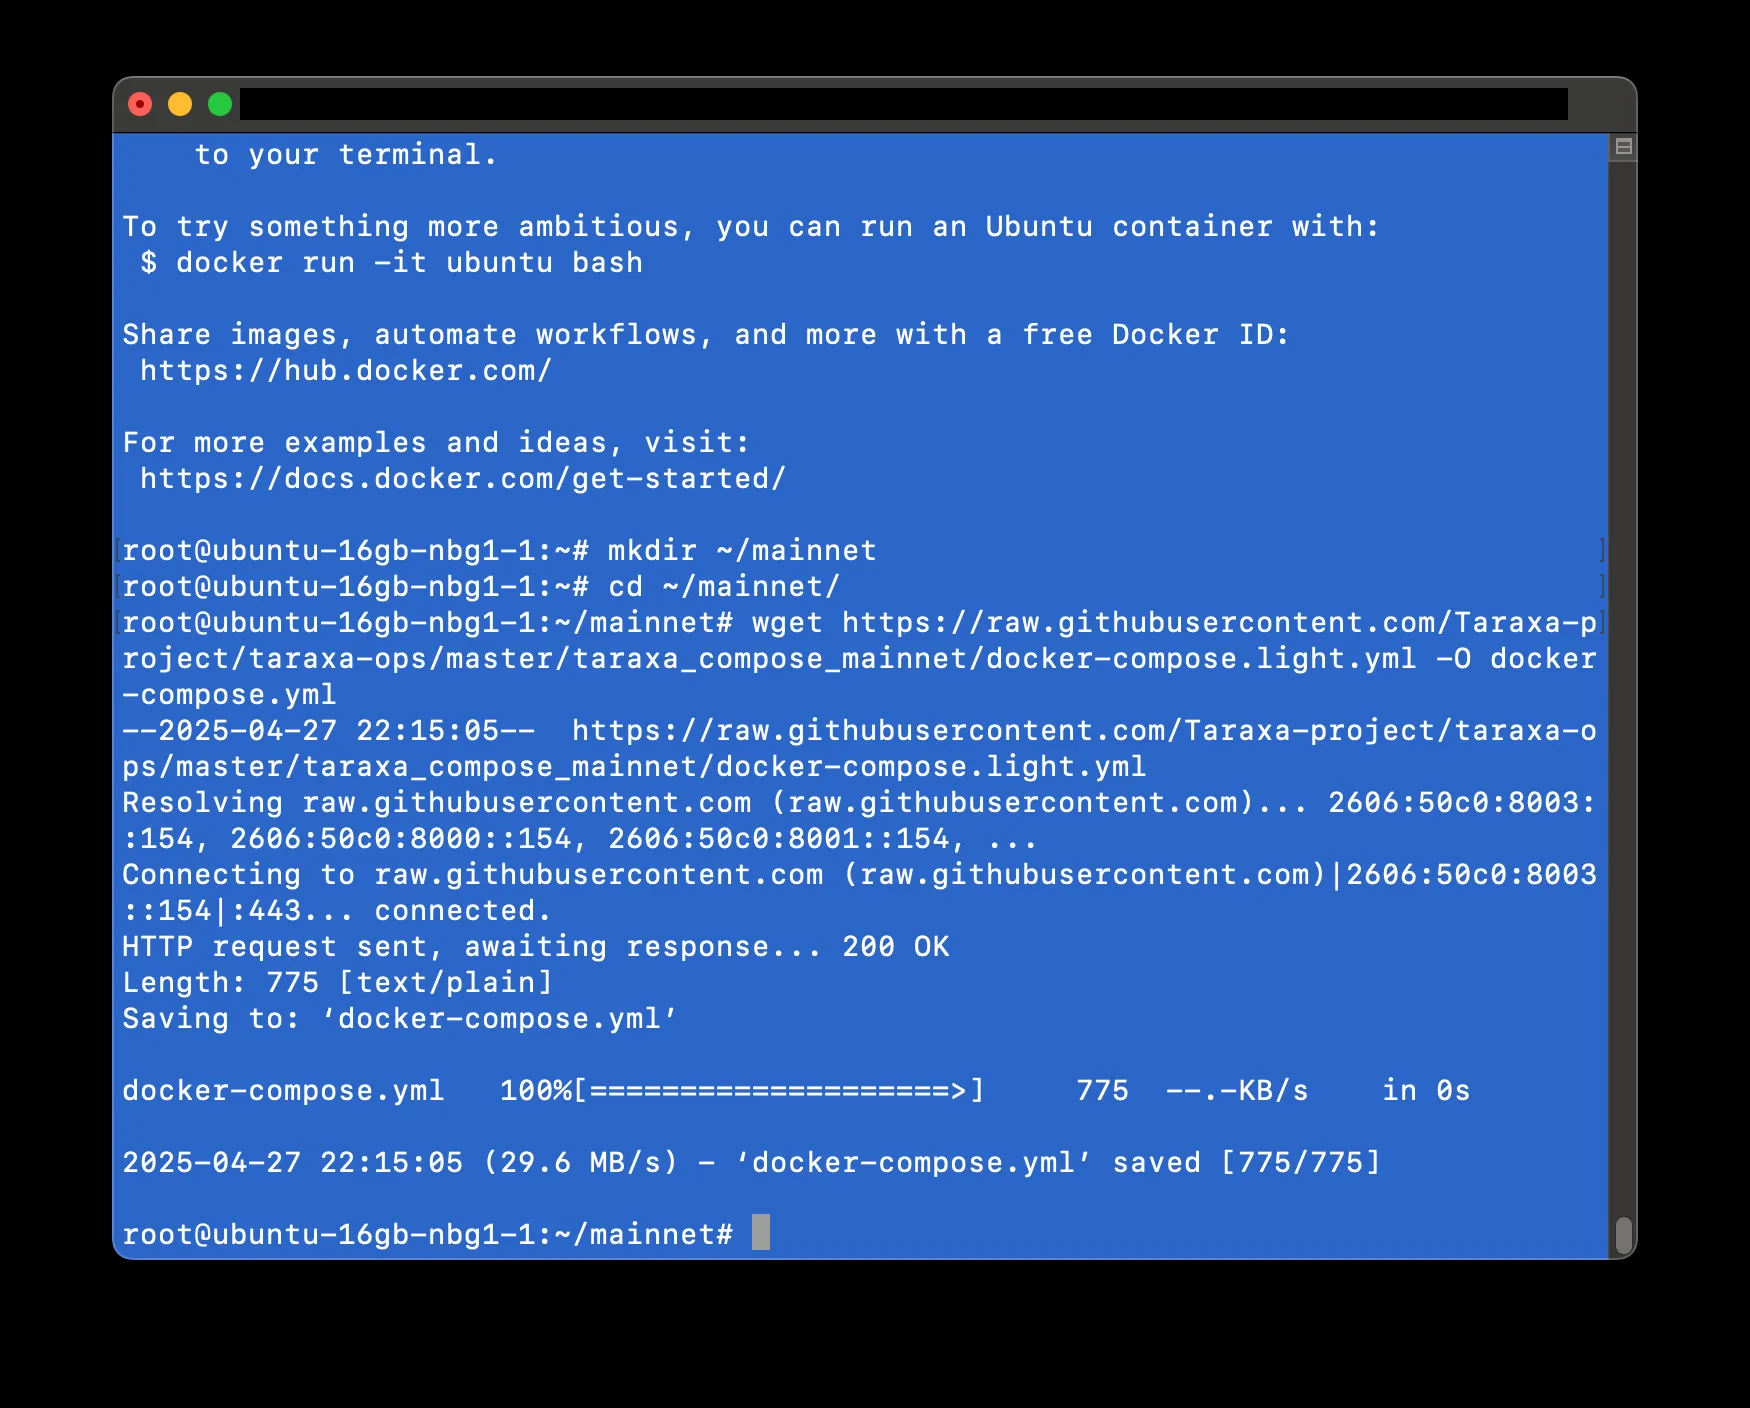 to your terminal.
To try something more ambitious, you can run an Ubuntu container with:
$ docker run -it ubuntu bash
Share images, automate workflows, and more with a free Docker ID:
https://hub.docker.com/
For more examples and ideas, visit:
https://docs.docker.com/get-started/
[root@ubuntu-16gb-nbg1-1:~# mkdir ~/mainnet ]
[root@ubuntu-16gb-nbg1-1:~# cd ~/mainnet/ ]
[root@ubuntu-16gb-nbg1-1:~/mainnet# wget https://raw.githubusercontent.com/Taraxa-p]
roject/taraxa-ops/master/taraxa_compose_mainnet/docker-compose.light.yml -O docker
-compose.yml
--2025-04-27 22:15:05--  https://raw.githubusercontent.com/Taraxa-project/taraxa-o
ps/master/taraxa_compose_mainnet/docker-compose.light.yml
Resolving raw.githubusercontent.com (raw.githubusercontent.com)... 2606:50c0:8003:
:154, 2606:50c0:8000::154, 2606:50c0:8001::154, ...
Connecting to raw.githubusercontent.com (raw.githubusercontent.com)|2606:50c0:8003
::154|:443... connected.
HTTP request sent, awaiting response... 200 OK
Length: 775 [text/plain]
Saving to: ‘docker-compose.yml’
docker-compose.yml   100%[====================>]     775  --.-KB/s    in 0s
2025-04-27 22:15:05 (29.6 MB/s) - ‘docker-compose.yml’ saved [775/775]
root@ubuntu-16gb-nbg1-1:~/mainnet#